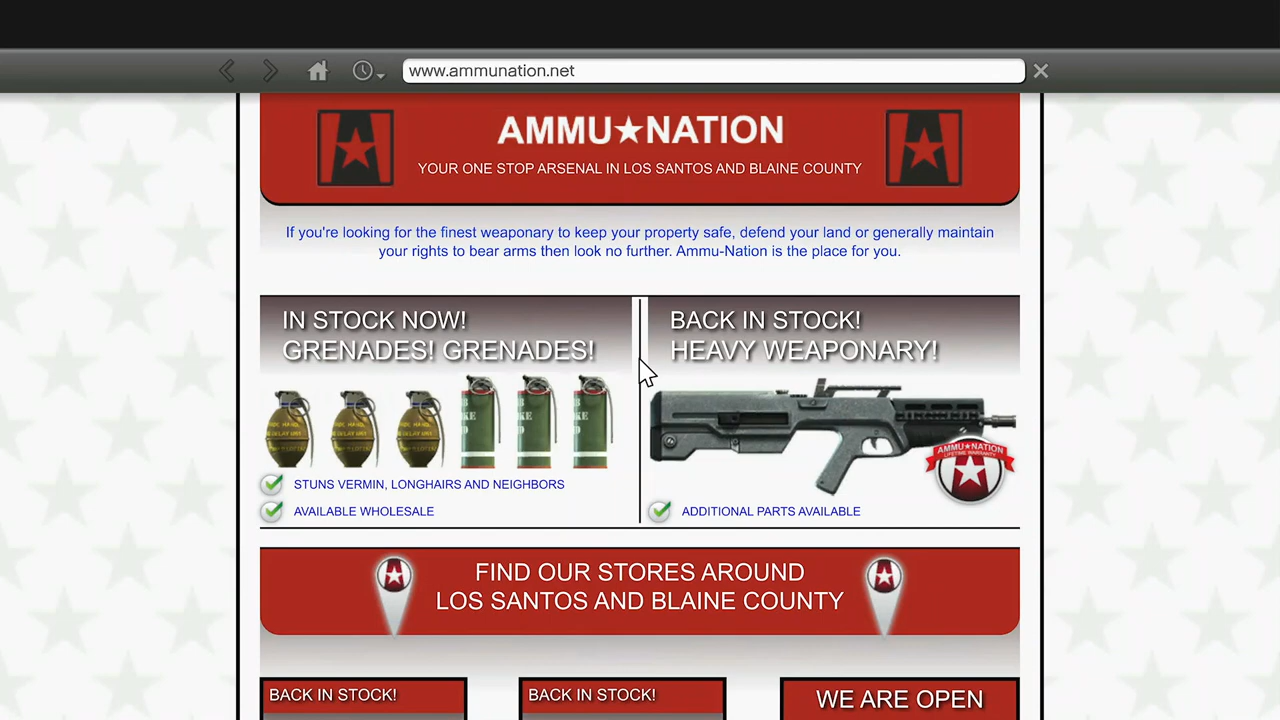 www.ammunation.net
AMMU★NATION
YOUR ONE STOP ARSENAL IN LOS SANTOS AND BLAINE COUNTY
If you're looking for the finest weaponary to keep your property safe, defend your land or generally maintain
your rights to bear arms then look no further. Ammu-Nation is the place for you.
IN STOCK NOW!
GRENADES! GRENADES!
STUNS VERMIN, LONGHAIRS AND NEIGHBORS
AVAILABLE WHOLESALE
BACK IN STOCK!
HEAVY WEAPONARY!
AMMU★NATION
LIFETIME WARRANTY
ADDITIONAL PARTS AVAILABLE
FIND OUR STORES AROUND
LOS SANTOS AND BLAINE COUNTY
BACK IN STOCK!
BACK IN STOCK!
WE ARE OPEN